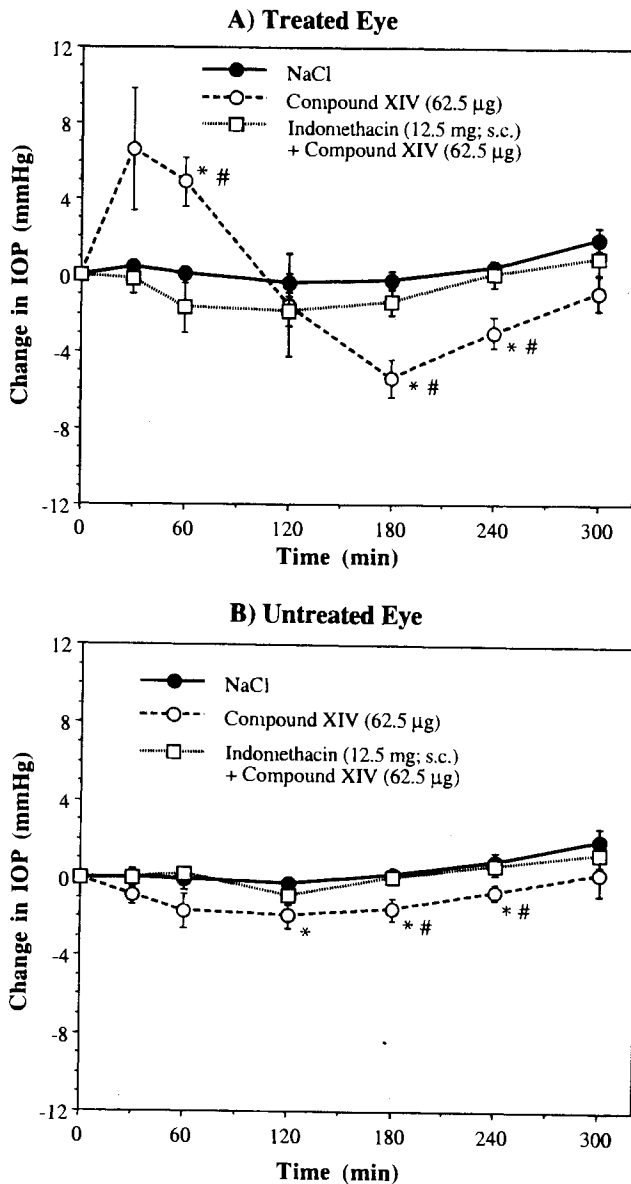 A) Treated Eye
12
8
4
0
-4
-8
-12
Change in IOP (mmHg)
NaCl
Compound XIV (62.5 µg)
Indomethacin (12.5 mg; s.c.)
+ Compound XIV (62.5 µg)
* #
* #
* #
0 60 120 180 240 300
Time (min)
B) Untreated Eye
12
8
4
0
-4
-8
-12
Change in IOP (mmHg)
NaCl
Compound XIV (62.5 µg)
Indomethacin (12.5 mg; s.c.)
+ Compound XIV (62.5 µg)
*
* #
* #
0 60 120 180 240 300
Time (min)